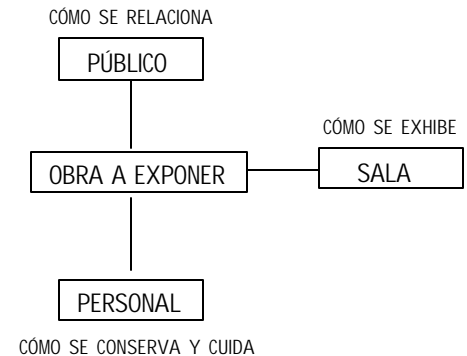 CÓMO SE RELACIONA
PÚBLICO
CÓMO SE EXHIBE
OBRA A EXPONER
SALA
PERSONAL
CÓMO SE CONSERVA Y CUIDA